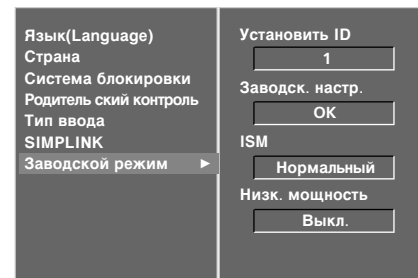 Язык(Language)
Страна
Система блокировки
Родитель ский контроль
Тип ввода
SIMPLINK
Заводской режим ►
Установить ID
1
Заводск. настр.
OK
ISM
Нормальный
Низк. мощность
Выкл.